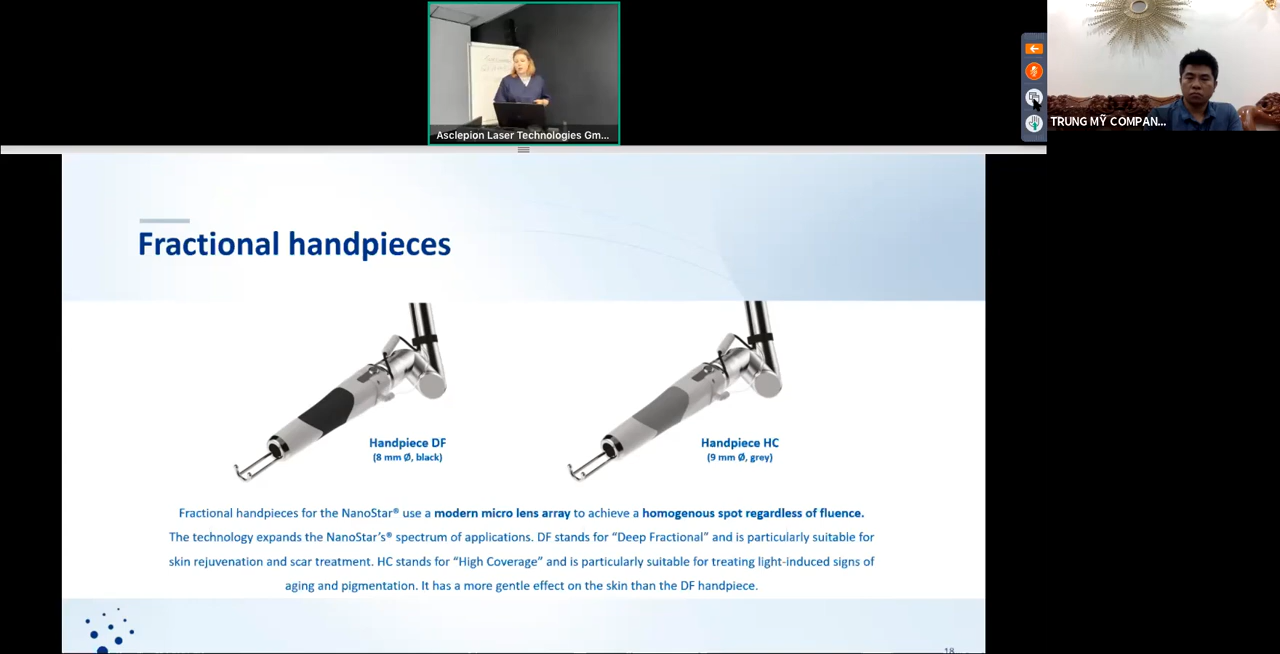 Asclepion Laser Technologies Gm...
TRUNG MỸ COMPAN...
Fractional handpieces
Handpiece DF
(8 mm Ø, black)
Handpiece HC
(9 mm Ø, grey)
Fractional handpieces for the NanoStar® use a modern micro lens array to achieve a homogenous spot regardless of fluence.
The technology expands the NanoStar's® spectrum of applications. DF stands for “Deep Fractional” and is particularly suitable for
skin rejuvenation and scar treatment. HC stands for “High Coverage” and is particularly suitable for treating light-induced signs of
aging and pigmentation. It has a more gentle effect on the skin than the DF handpiece.
18